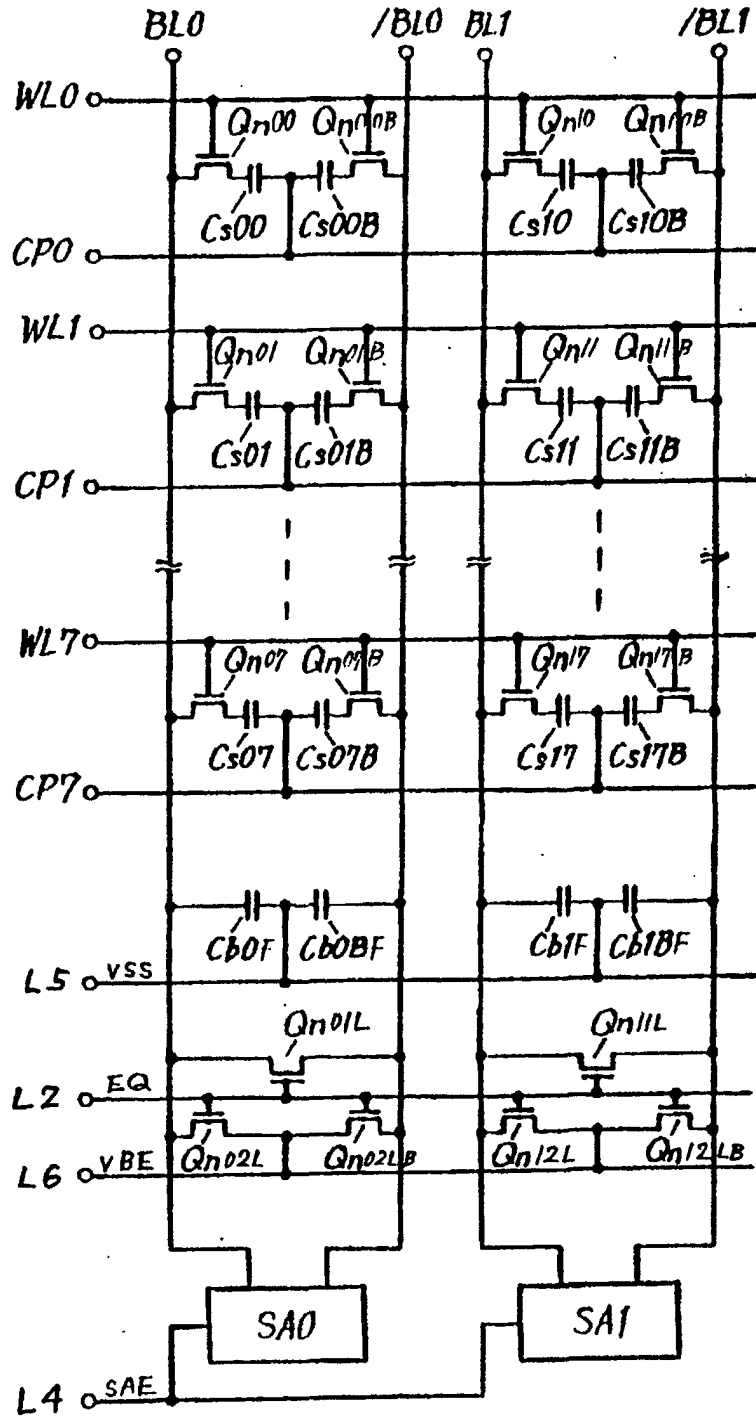 BL0 /BL0 BL1 /BL1
WL0
Qn00 Qn00B Qn10 Qn10B
Cs00 Cs00B Cs10 Cs10B
CP0
WL1
Qn01 Qn01B Qn11 Qn11B
Cs01 Cs01B Cs11 Cs11B
CP1
WL7
Qn07 Qn07B Qn17 Qn17B
Cs07 Cs07B Cs17 Cs17B
CP7
Cb0F Cb0BF Cb1F Cb1BF
L5 VSS
Qn01L Qn11L
L2 EQ
Qn02L Qn02LB Qn12L Qn12LB
L6 VBE
SA0 SA1
L4 SAE